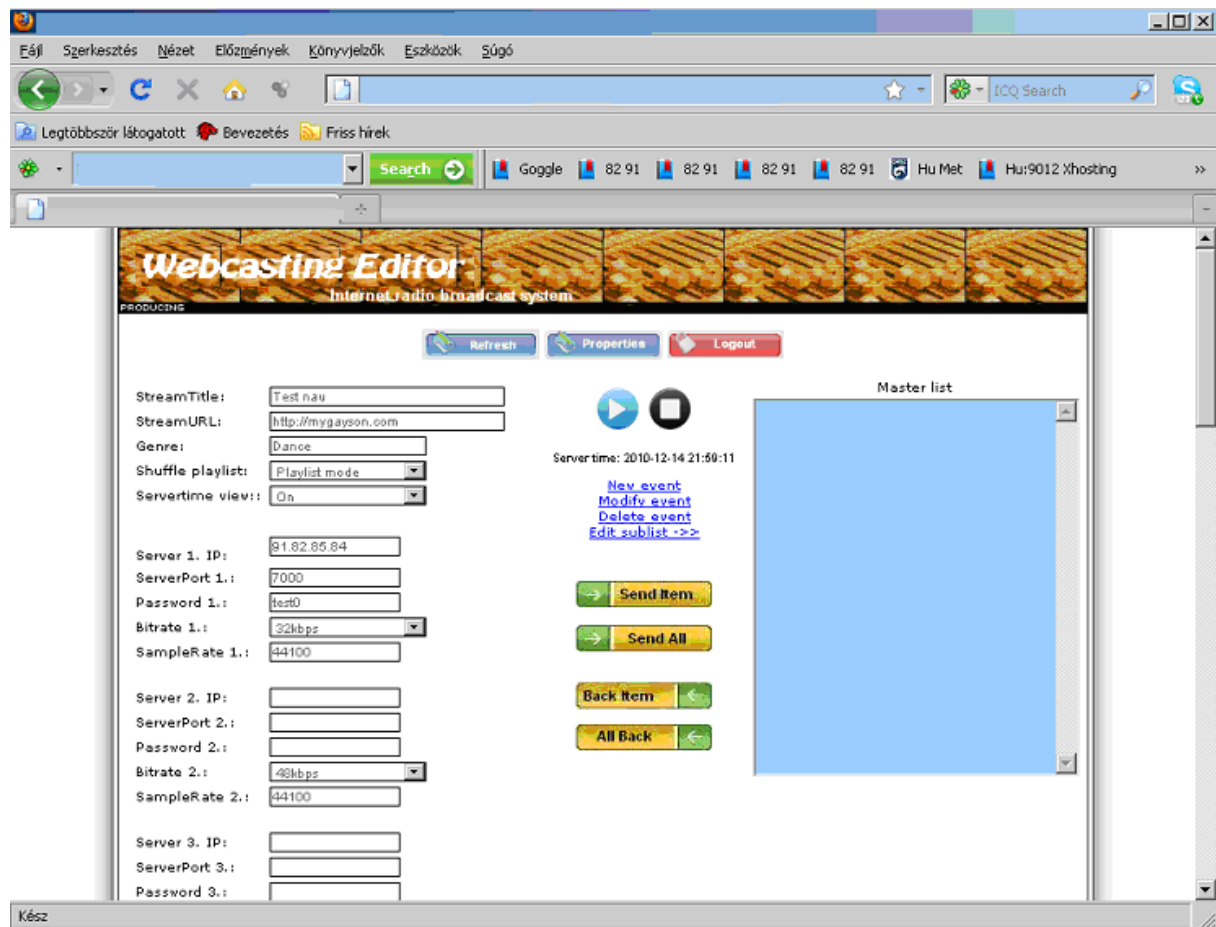 Fájl Szerkesztés Nézet Előzmények Könyvjelzők Eszközök Súgó
ICQ Search
Legtöbbször látogatott Bevezetés Friss hírek
Search Goggle 82 91 82 91 82 91 82 91 Hu Met Hu:9012 Xhosting »
Webcasting Editor
Internet radio broadcast system
PRODUCING
Refresh Properties Logout
StreamTitle: Test nau
StreamURL: http://mygayson.com
Genre: Dance
Shuffle playlist: Playlist mode
Servertime view:: On
Server 1. IP: 91.82.85.84
ServerPort 1.: 7000
Password 1.: test0
Bitrate 1.: 32kbps
SampleRate 1.: 44100
Server 2. IP:
ServerPort 2.:
Password 2.:
Bitrate 2.: 48kbps
SampleRate 2.: 44100
Server 3. IP:
ServerPort 3.:
Password 3.:
Server time: 2010-12-14 21:59:11
New event
Modify event
Delete event
Edit sublist ->>
Send Item
Send All
Back Item
All Back
Master list
Kész